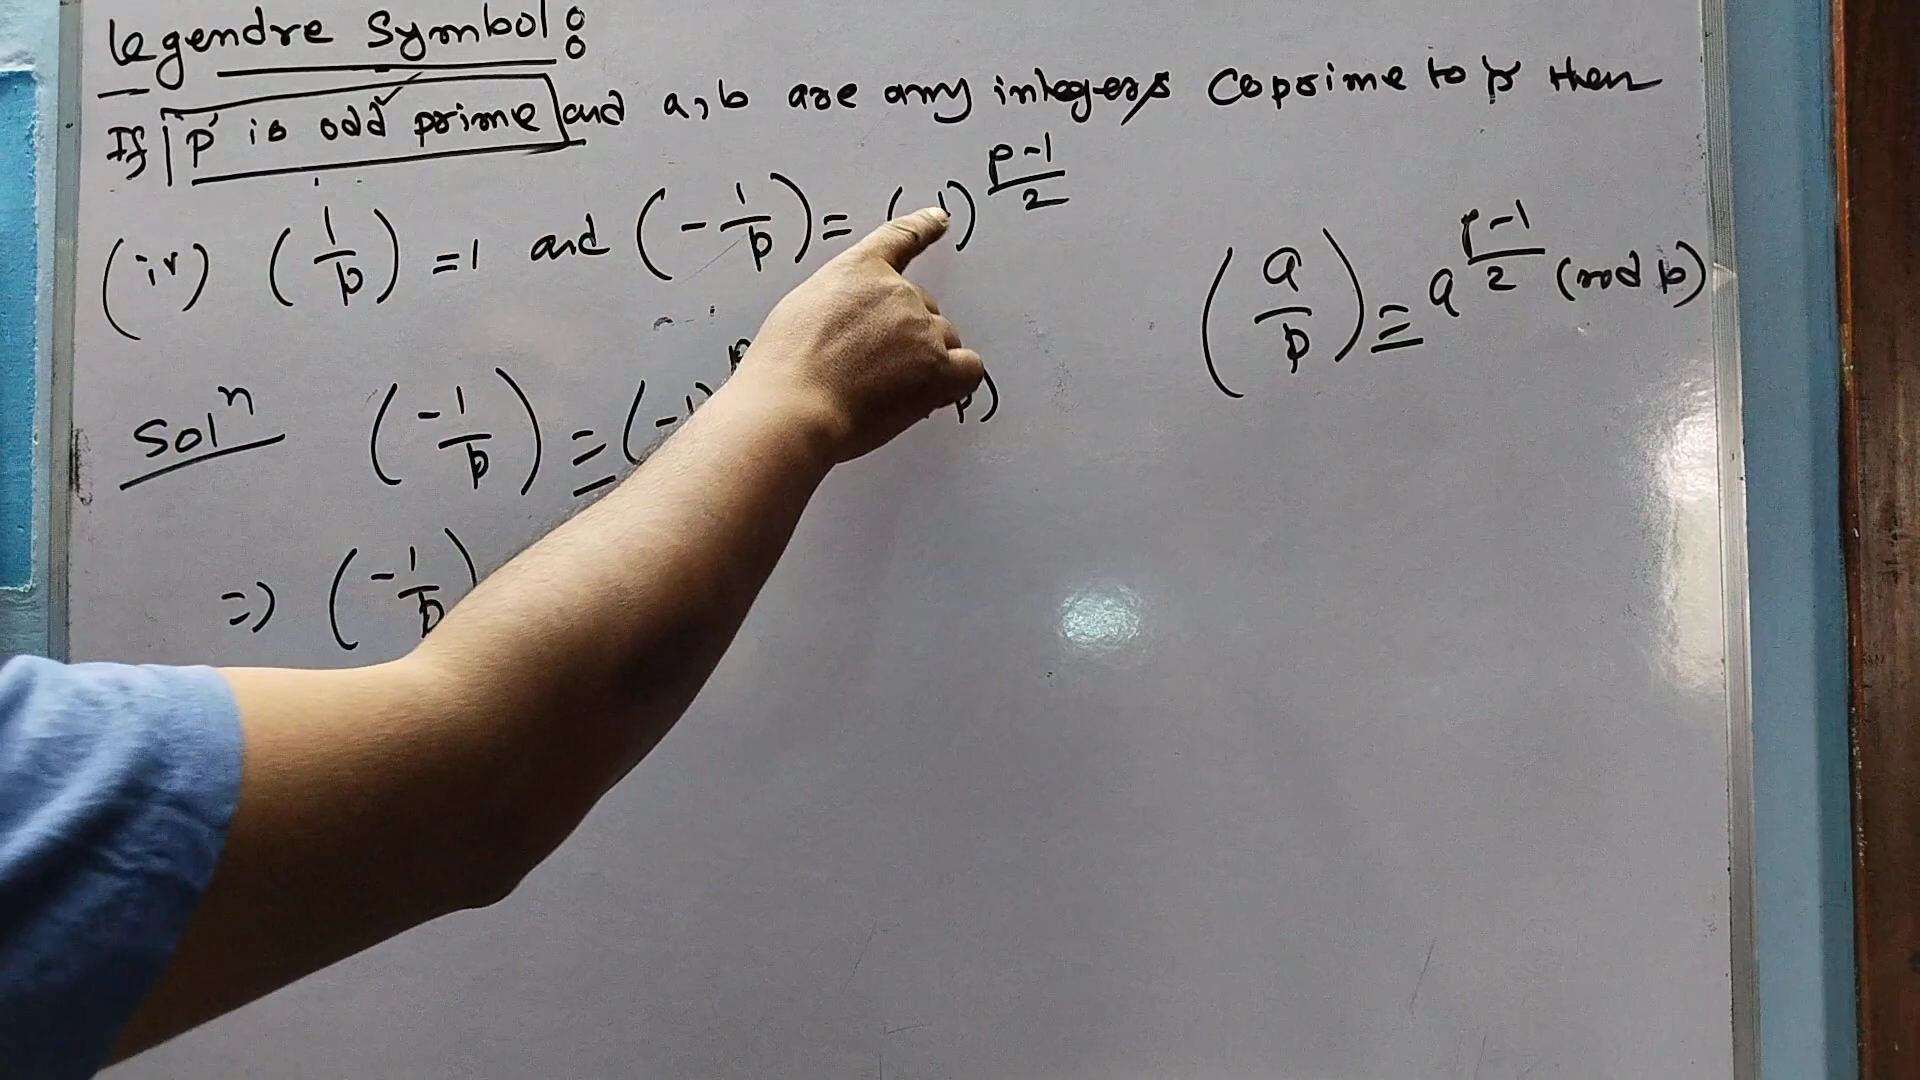 Legendre Symbol:
If 'p' is odd prime and a, b are any integers coprime to p then
(iv) (1/p) = 1 and (-1/p) = (-1)^(p-1)/2
(a/p) ≡ a^(p-1)/2 (mod p)
Solⁿ (-1/p) ≡ (-1) p)
=> (-1/p)